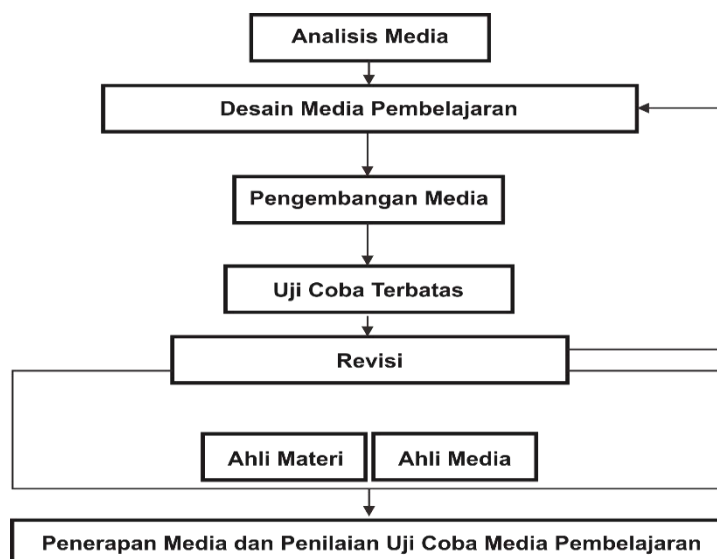 Analisis Media
Desain Media Pembelajaran
Pengembangan Media
Uji Coba Terbatas
Revisi
Ahli Materi
Ahli Media
Penerapan Media dan Penilaian Uji Coba Media Pembelajaran